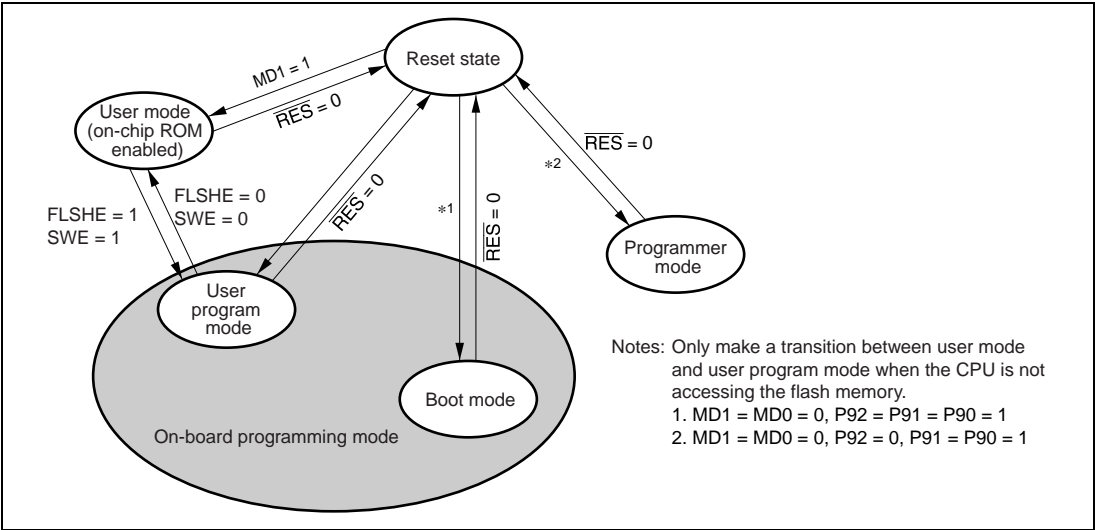 Reset state
MD1 = 1
RES = 0
User mode
(on-chip ROM
enabled)
FLSHE = 0
SWE = 0
FLSHE = 1
SWE = 1
RES = 0
*1
RES = 0
*2
RES = 0
Programmer
mode
User
program
mode
Boot mode
On-board programming mode
Notes: Only make a transition between user mode
and user program mode when the CPU is not
accessing the flash memory.
1. MD1 = MD0 = 0, P92 = P91 = P90 = 1
2. MD1 = MD0 = 0, P92 = 0, P91 = P90 = 1